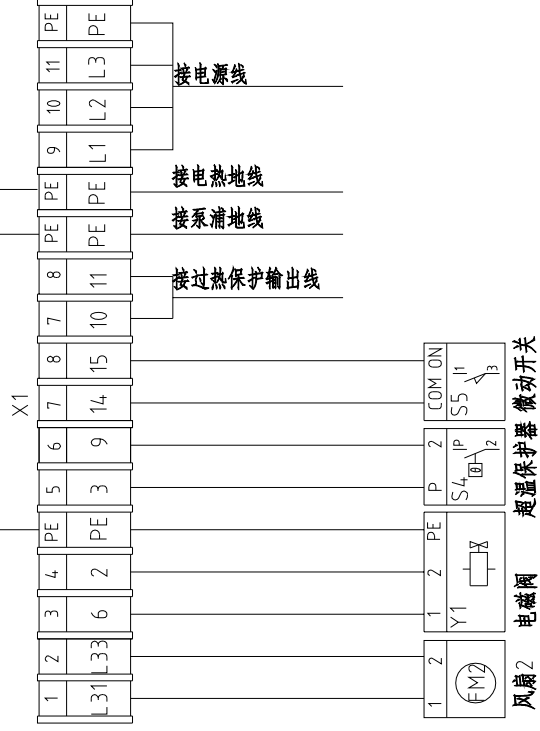 PE PE
11 L3
接电源线
10 L2
9 L1
PE PE
接电热地线
PE PE
接泵浦地线
8 11
接过热保护输出线
7 10
X1
8 15
7 14
COM ON
S5
1
3
微动开关
6 9
5 3
P 2
S4
P
2
θ
超温保护器
PE PE
4 2
3 6
1 2 PE
Y1
电磁阀
2 L33
1 L31
1 2
FM2
风扇2